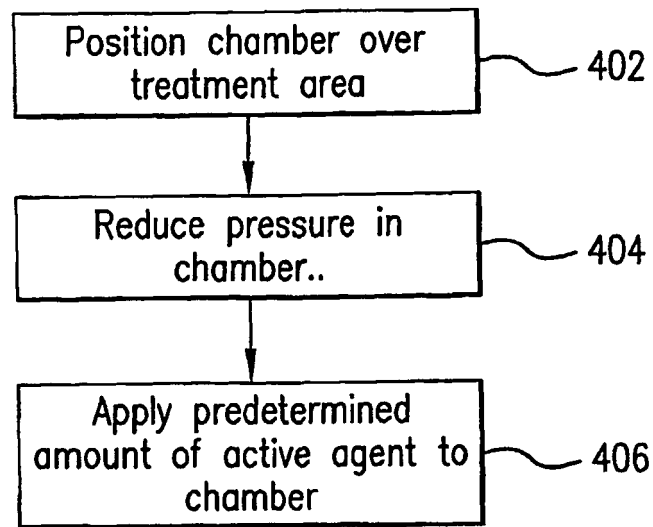 Position chamber over
treatment area
402
Reduce pressure in
chamber..
404
Apply predetermined
amount of active agent to
chamber
406